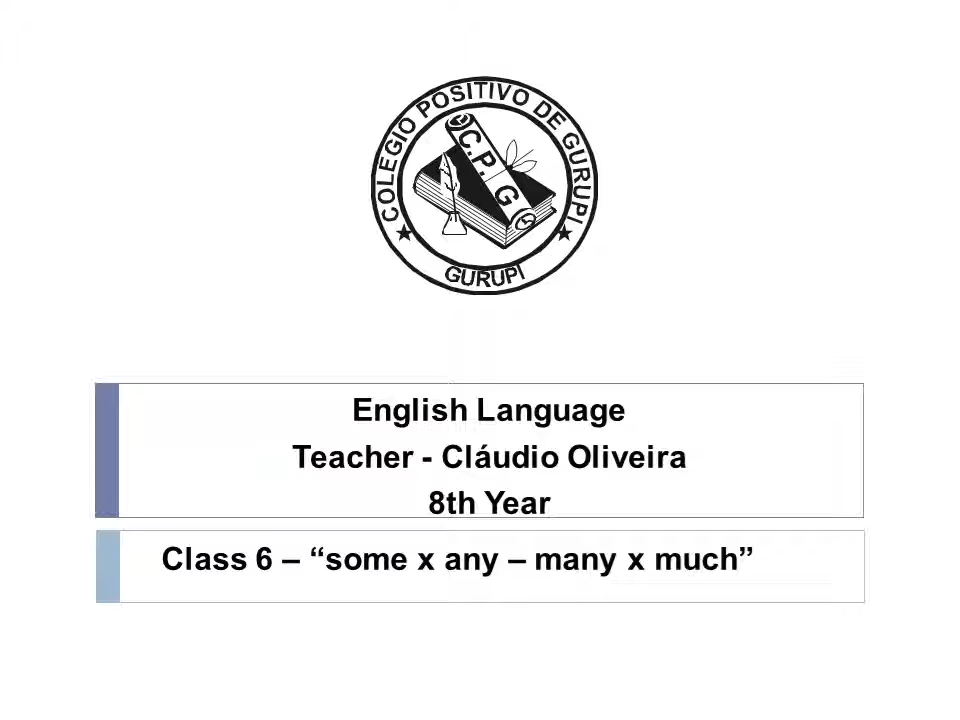 COLEGIO POSITIVO DE GURUPI
C.P. G
GURUPI
English Language
Teacher - Cláudio Oliveira
8th Year
Class 6 – “some x any – many x much”